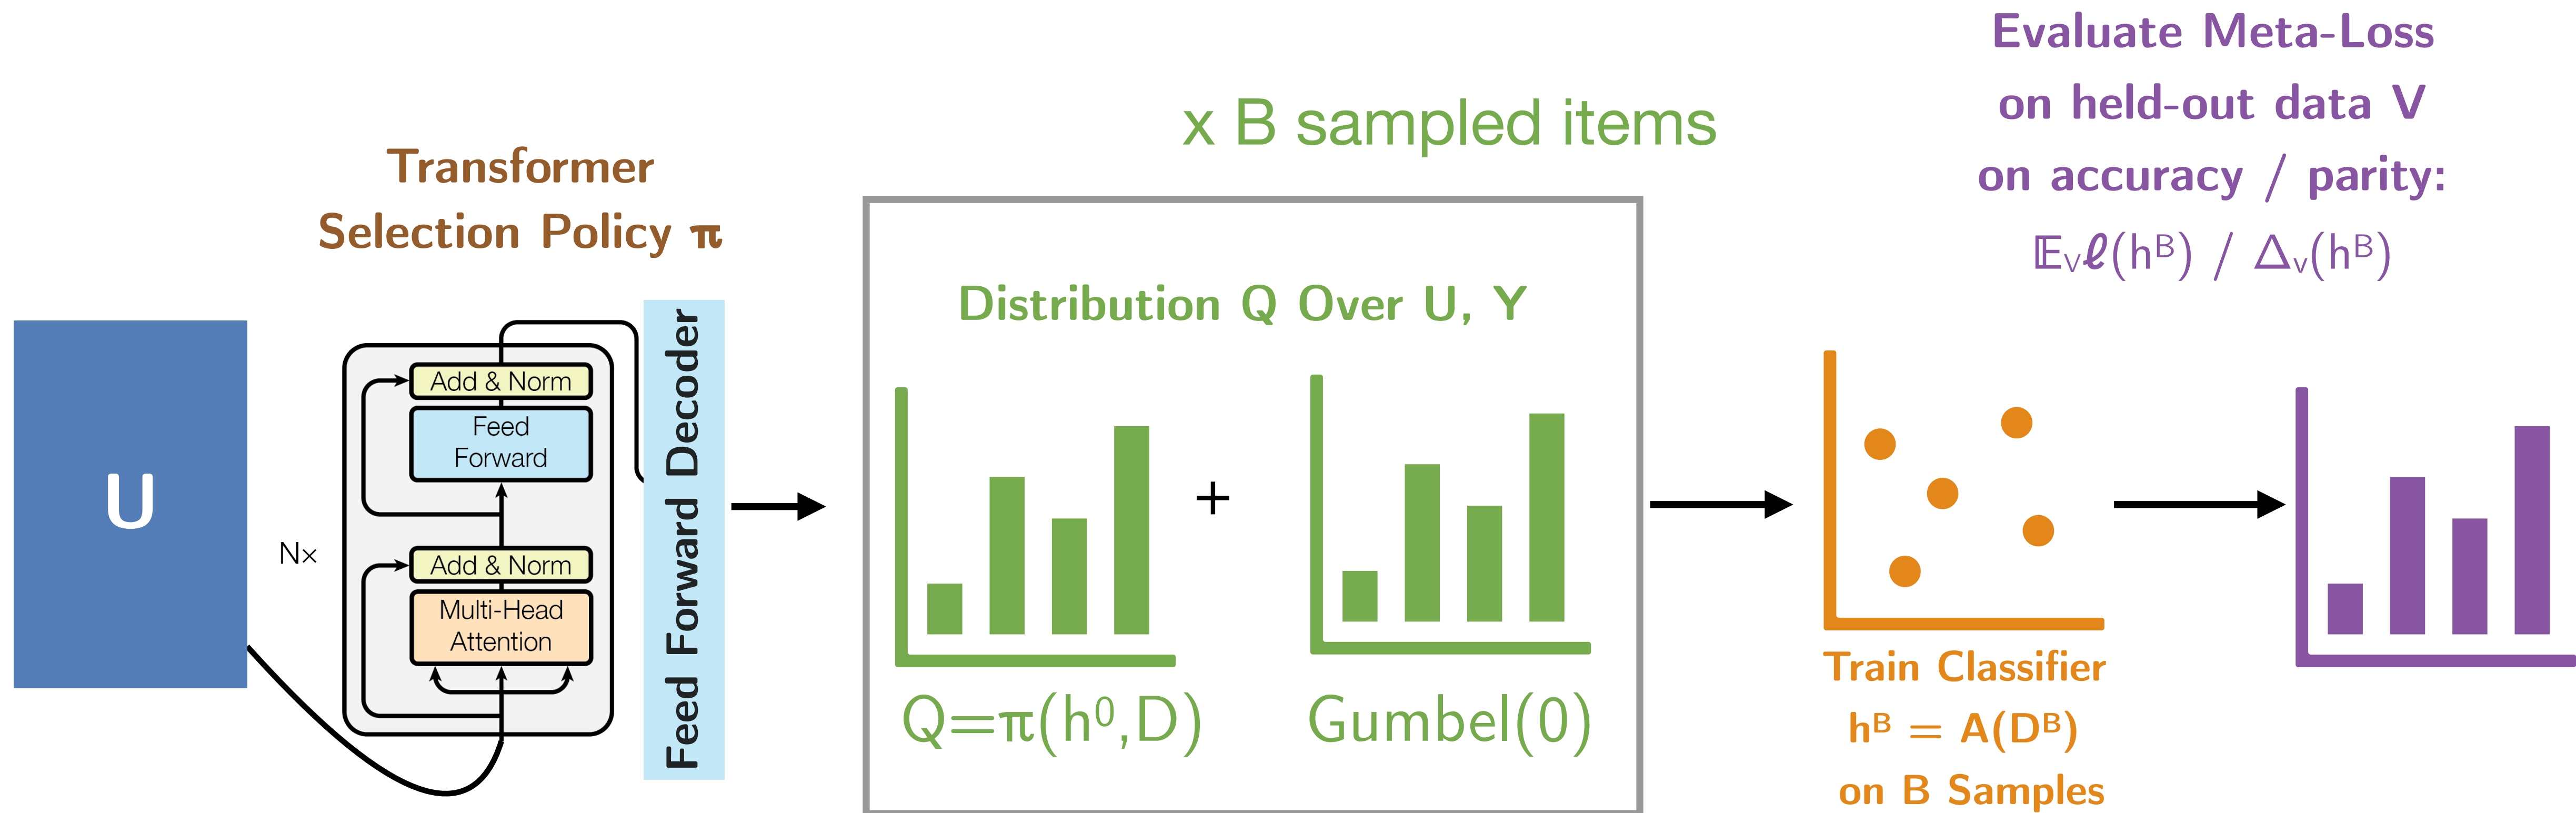 U
Transformer
Selection Policy π
N×
Add & Norm
Feed
Forward
Add & Norm
Multi-Head
Attention
Feed Forward Decoder
x B sampled items
Distribution Q Over U, Y
+
Q=π(h⁰,D)
Gumbel(0)
Train Classifier
hᴮ = A(Dᴮ)
on B Samples
Evaluate Meta-Loss
on held-out data V
on accuracy / parity:
𝔼ᵥℓ(hᴮ) / Δᵥ(hᴮ)